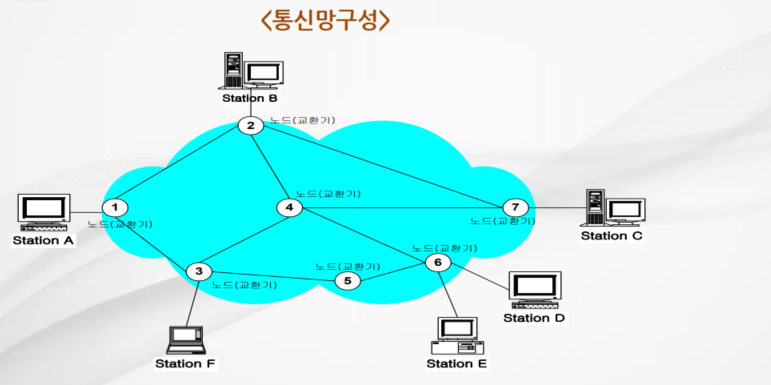 <통신망구성>
Station B
2
노드(교환기)
노드(교환기)
1
4
7
노드(교환기)
노드(교환기)
Station A
Station C
노드(교환기)
6
노드(교환기)
3
5
노드(교환기)
Station D
Station F
Station E